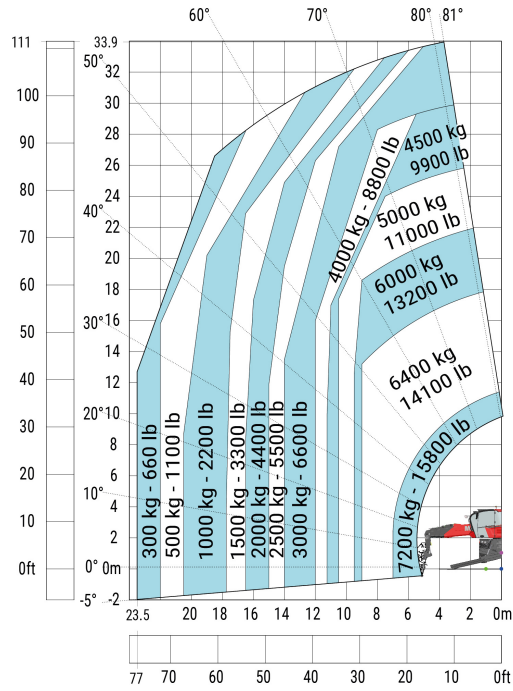 60° 70° 80° 81°
111 33.9
50°
32
100
30
90 28
26
80
24
40° 22
70
20
60 18
30° 16
50
14
40 12
20° 10
30
8
20 6
10° 4
10
2
0ft 0° 0m
-5° -2
4500 kg
9900 lb
4000 kg - 8800 lb
5000 kg
11000 lb
6000 kg
13200 lb
6400 kg
14100 lb
7200 kg - 15800 lb
300 kg - 660 lb
500 kg - 1100 lb
1000 kg - 2200 lb
1500 kg - 3300 lb
2000 kg - 4400 lb
2500 kg - 5500 lb
3000 kg - 6600 lb
23.5 20 18 16 14 12 10 8 6 4 2 0m
77 70 60 50 40 30 20 10 0ft